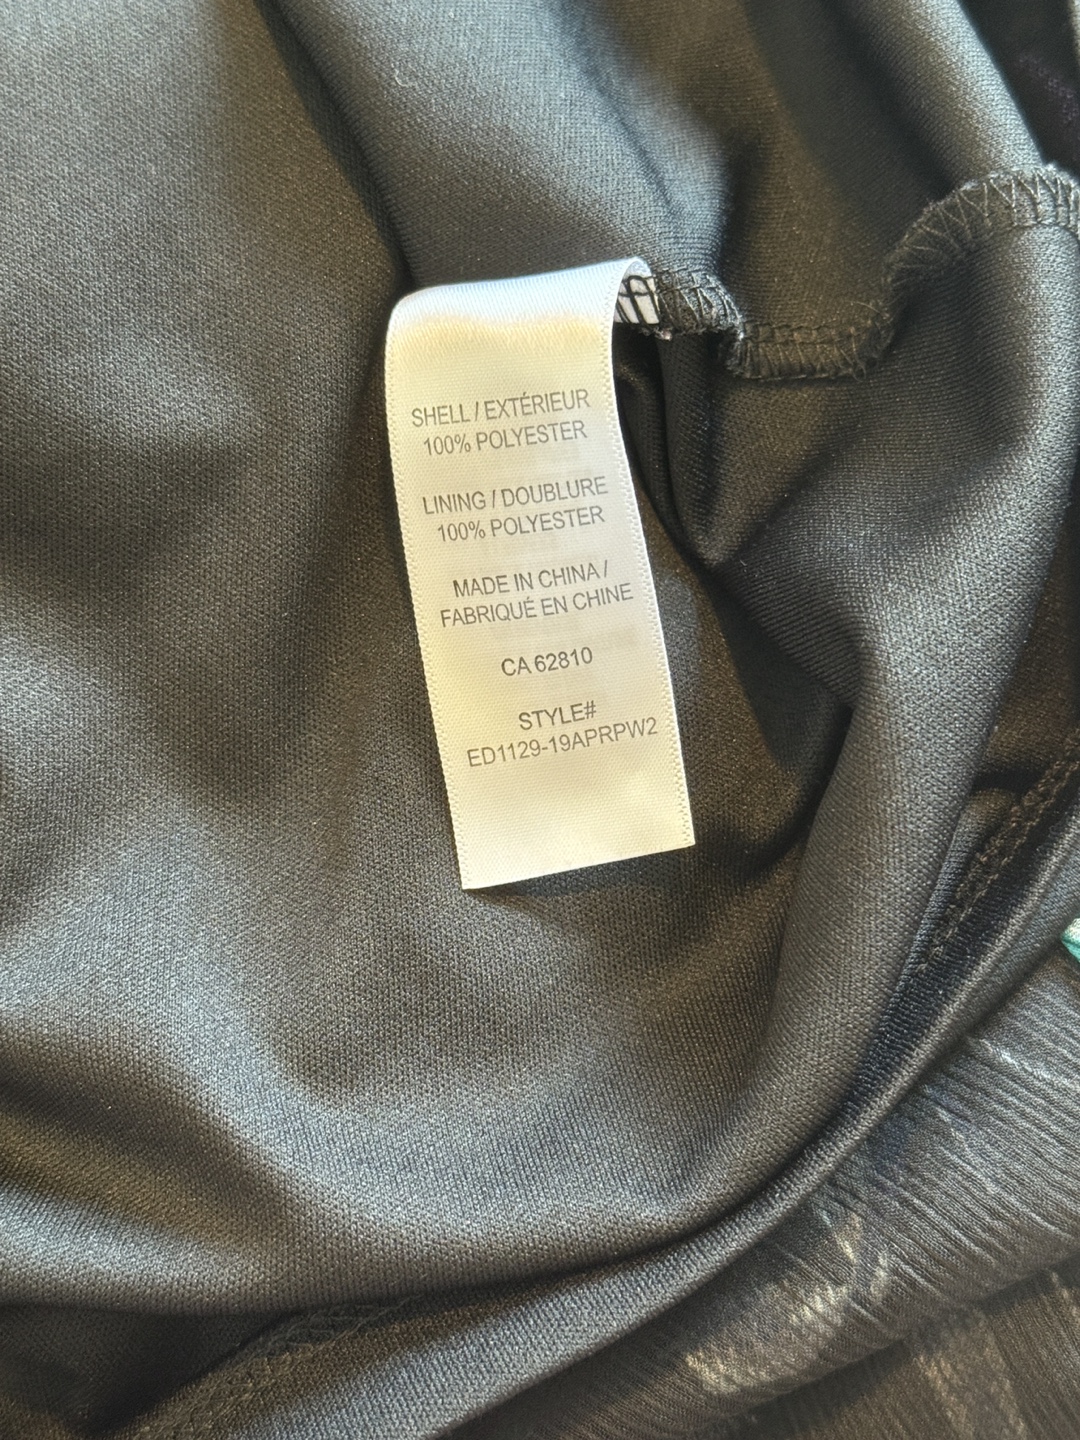 SHELL / EXTÉRIEUR
100% POLYESTER
LINING / DOUBLURE
100% POLYESTER
MADE IN CHINA /
FABRIQUÉ EN CHINE
CA 62810
STYLE#
ED1129-19APRPW2